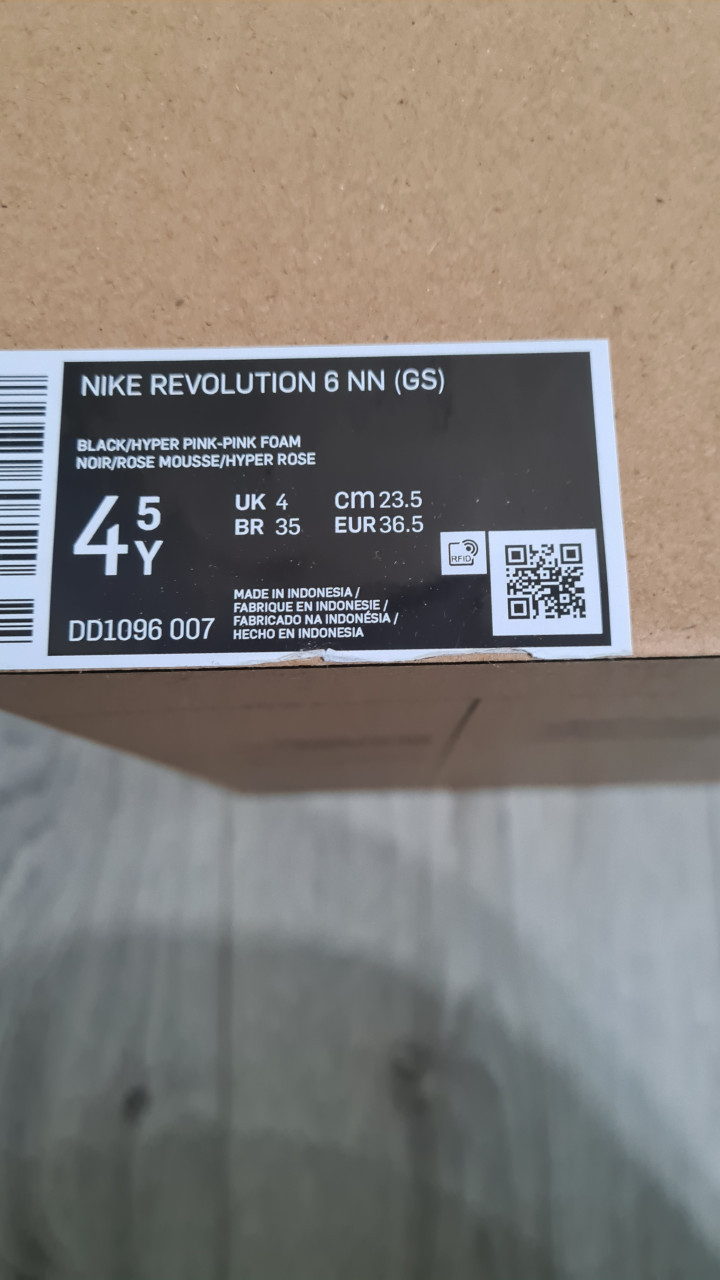 NIKE REVOLUTION 6 NN (GS)
BLACK/HYPER PINK-PINK FOAM
NOIR/ROSE MOUSSE/HYPER ROSE
4 5 Y
UK 4 cm 23.5
BR 35 EUR 36.5
RFID
MADE IN INDONESIA /
FABRIQUE EN INDONESIE /
FABRICADO NA INDONÉSIA /
HECHO EN INDONESIA
DD1096 007